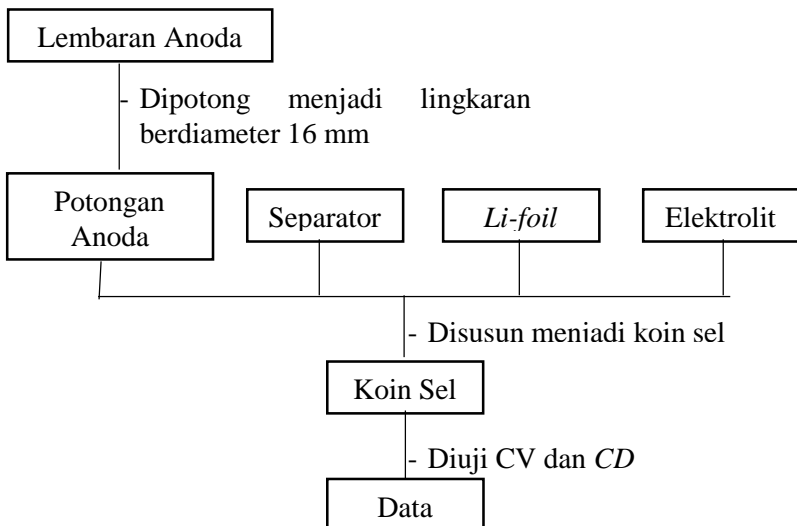 Lembaran Anoda
- Dipotong menjadi lingkaran
berdiameter 16 mm
Potongan
Anoda
Separator
Li-foil
Elektrolit
- Disusun menjadi koin sel
Koin Sel
- Diuji CV dan CD
Data